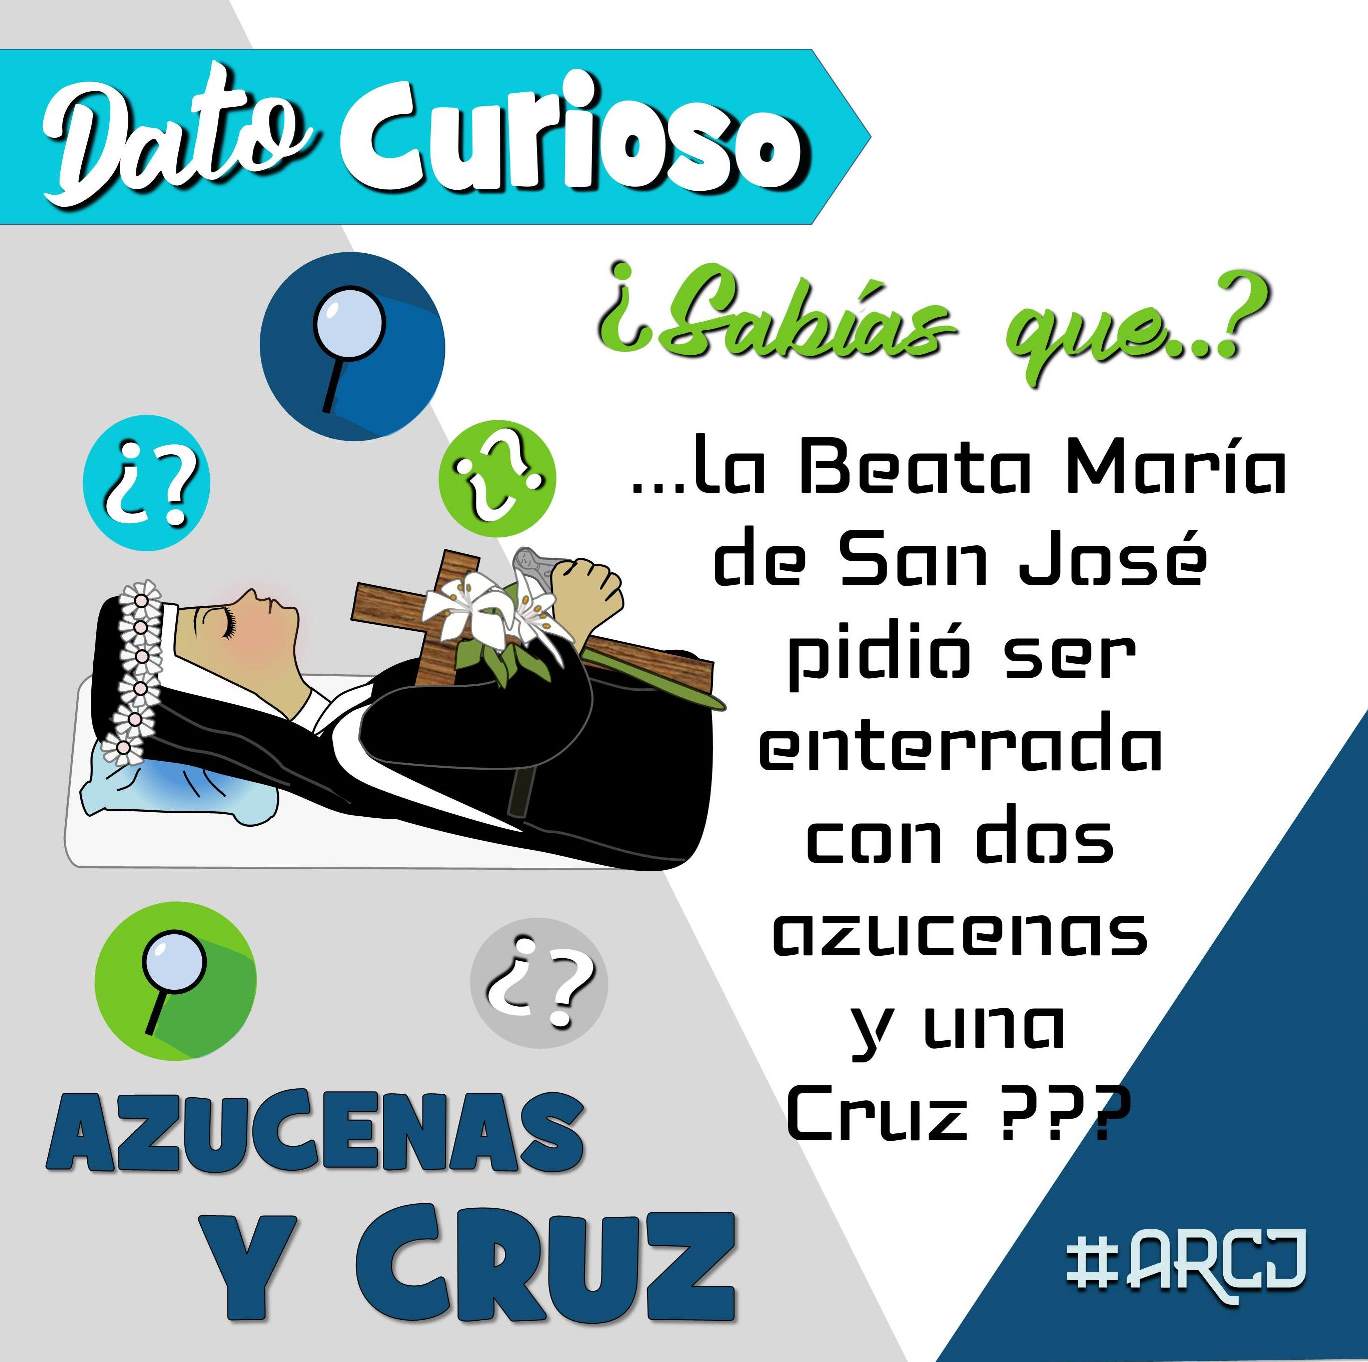 Dato Curioso
¿Sabías que..?
¿?
¿?
...la Beata María
de San José
pidió ser
enterrada
con dos
azucenas
y una
Cruz ???
¿?
AZUCENAS
Y CRUZ
#ARCJ